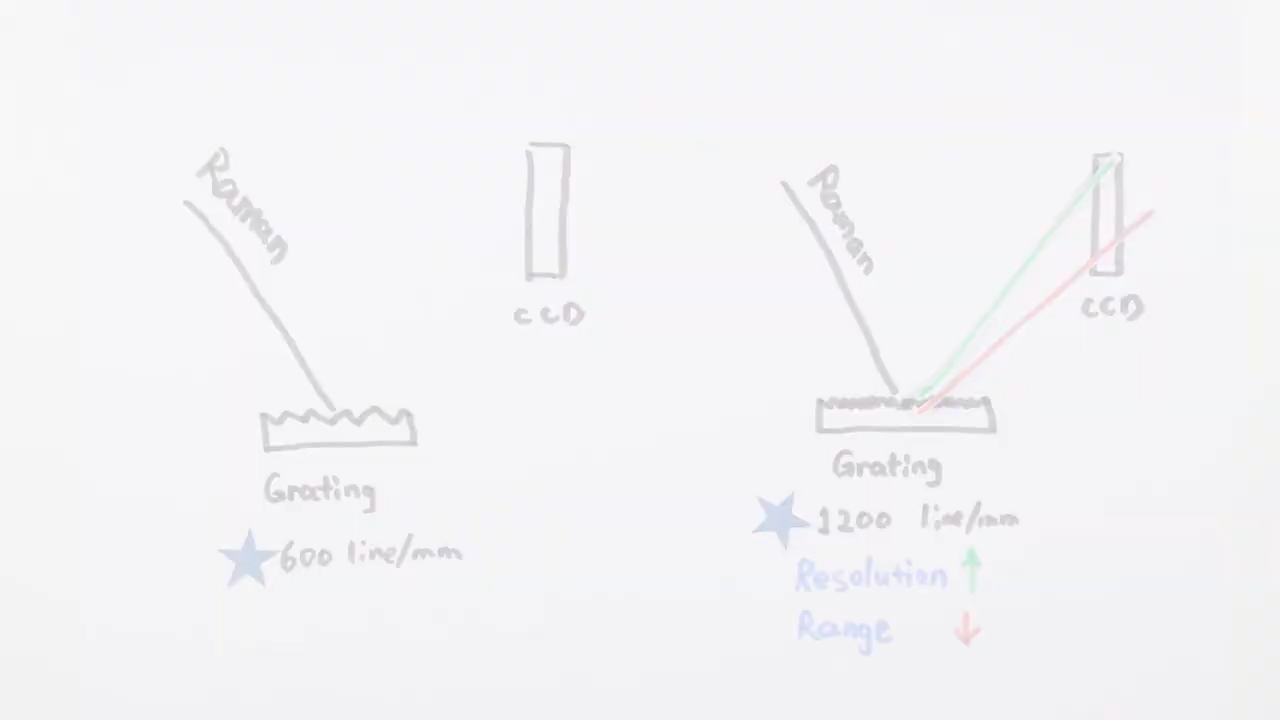 Raman
CCD
Grating
600 line/mm
Raman
CCD
Grating
1200 line/mm
Resolution ↑
Range ↓